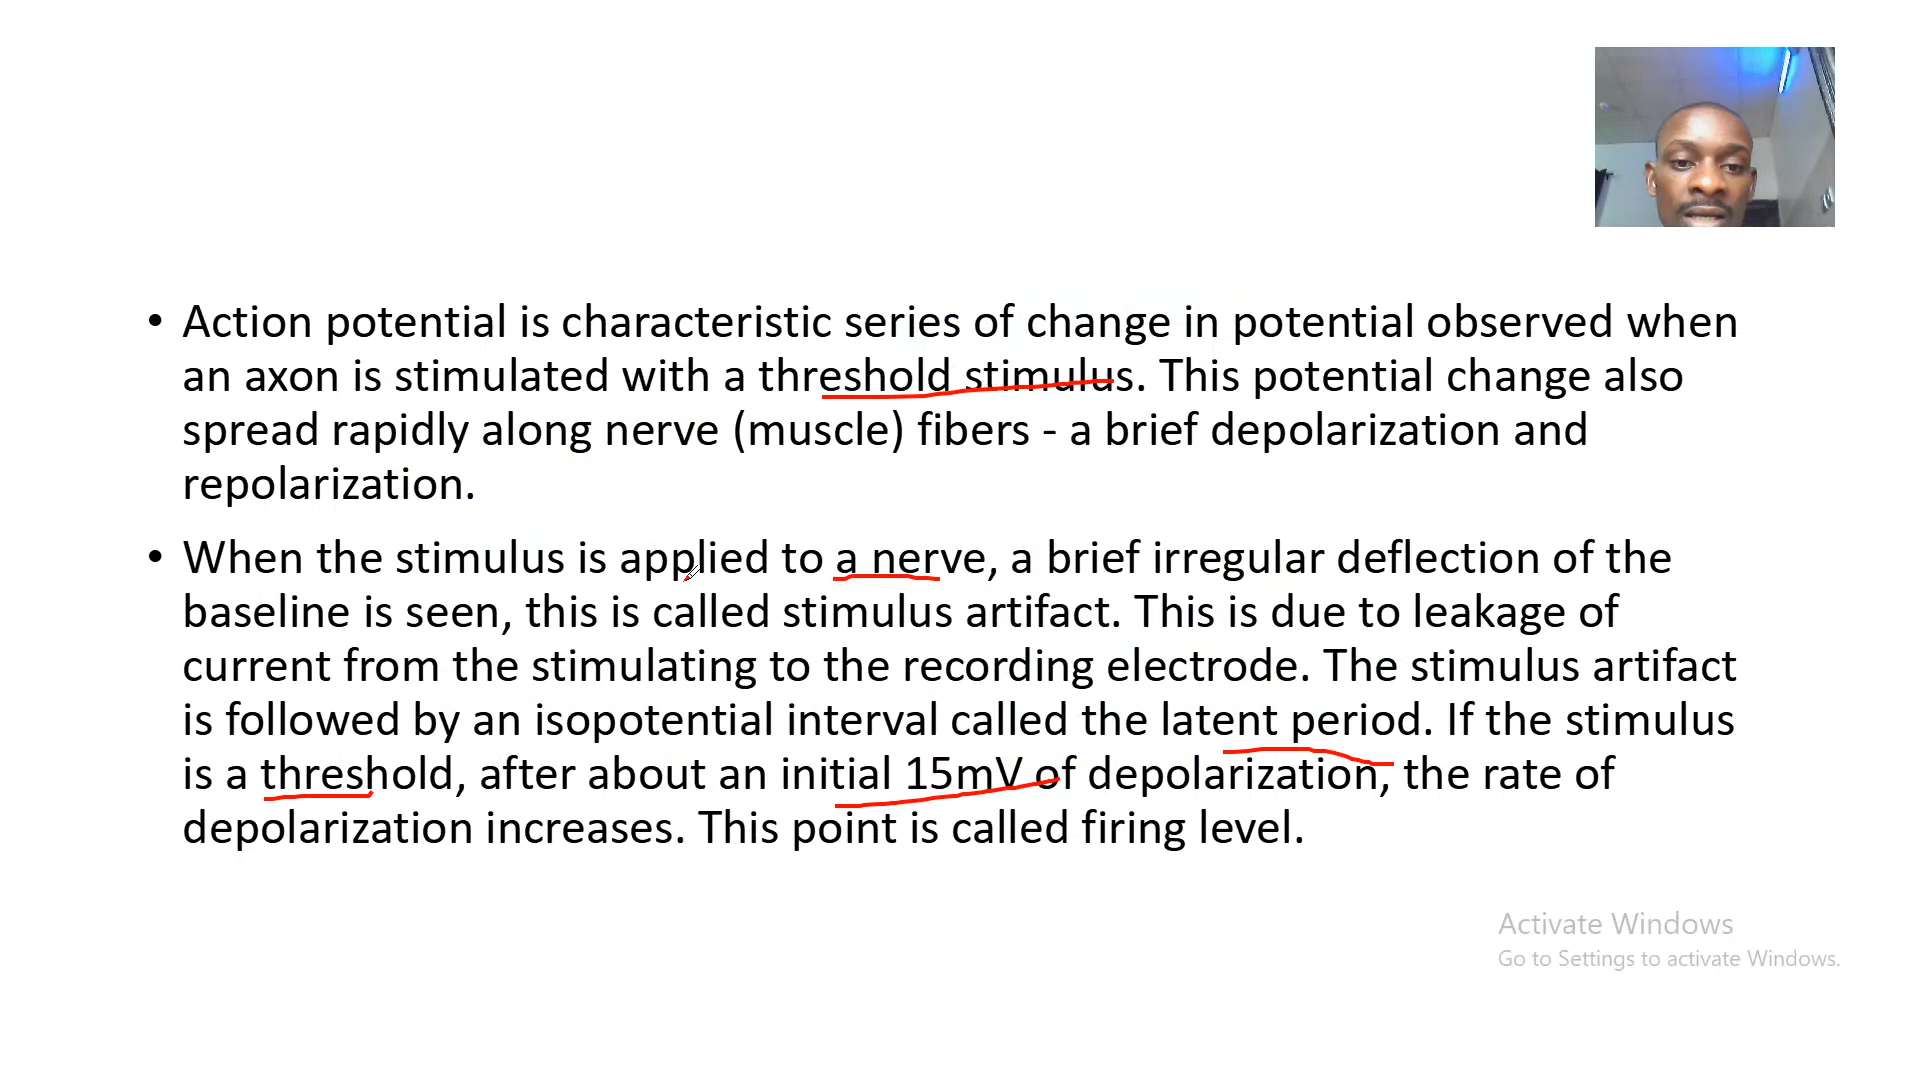 • Action potential is characteristic series of change in potential observed when
an axon is stimulated with a threshold stimulus. This potential change also
spread rapidly along nerve (muscle) fibers - a brief depolarization and
repolarization.
• When the stimulus is applied to a nerve, a brief irregular deflection of the
baseline is seen, this is called stimulus artifact. This is due to leakage of
current from the stimulating to the recording electrode. The stimulus artifact
is followed by an isopotential interval called the latent period. If the stimulus
is a threshold, after about an initial 15mV of depolarization, the rate of
depolarization increases. This point is called firing level.
Activate Windows
Go to Settings to activate Windows.